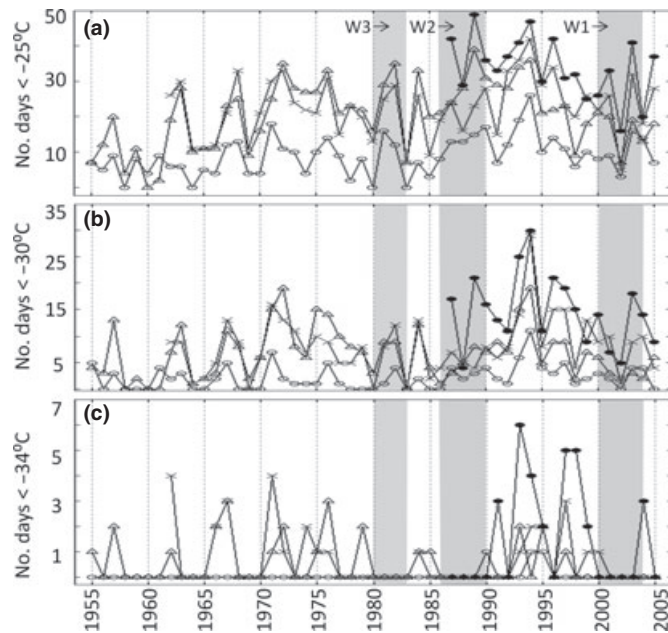 (a)
W3→
W2→
W1→
No. days < −25°C
50
30
10
(b)
No. days < −30°C
35
25
15
5
(c)
No. days < −34°C
7
5
3
1
1955
1960
1965
1970
1975
1980
1985
1990
1995
2000
2005